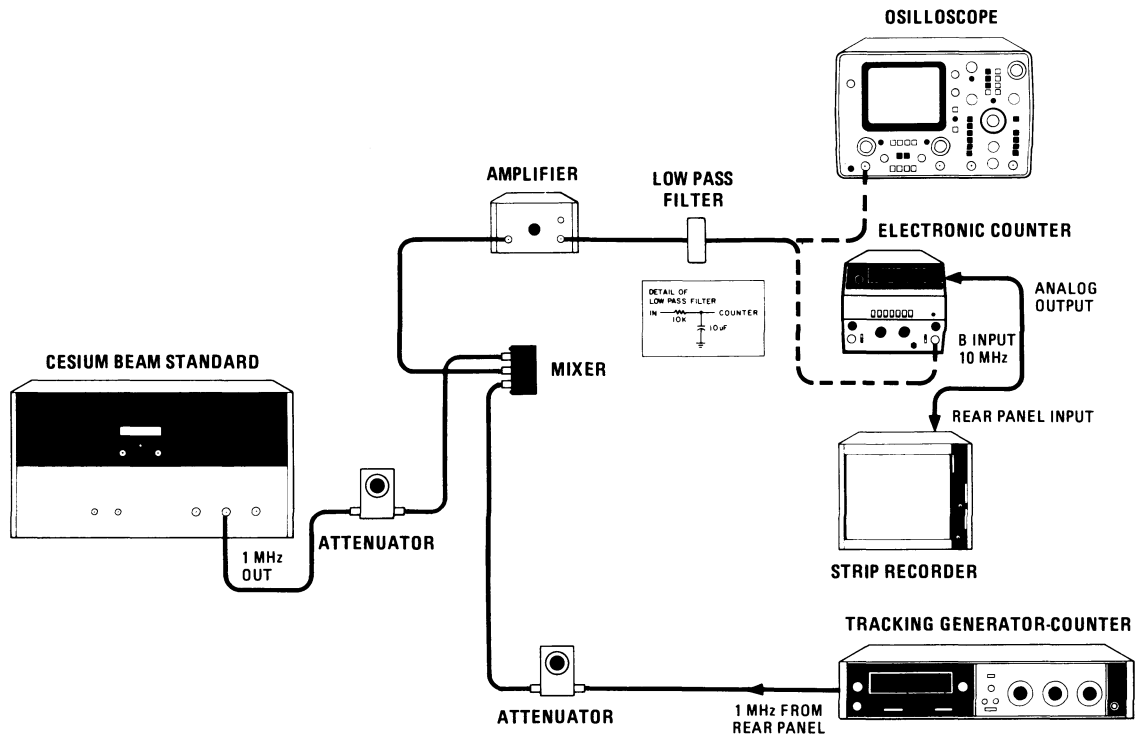 OSILLOSCOPE
AMPLIFIER
LOW PASS
FILTER
ELECTRONIC COUNTER
ANALOG
OUTPUT
DETAIL OF
LOW PASS FILTER
IN
COUNTER
10K
10 uF
B INPUT
10 MHz
CESIUM BEAM STANDARD
MIXER
REAR PANEL INPUT
ATTENUATOR
1 MHz
OUT
STRIP RECORDER
TRACKING GENERATOR-COUNTER
ATTENUATOR
1 MHz FROM
REAR PANEL